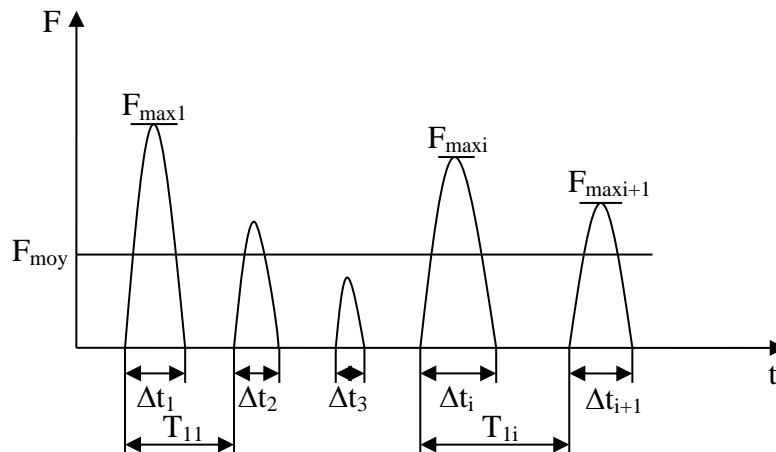 F
F_max1
F_maxi
F_maxi+1
F_moy
t
Δt_1
Δt_2
Δt_3
Δt_i
Δt_i+1
T_11
T_1i